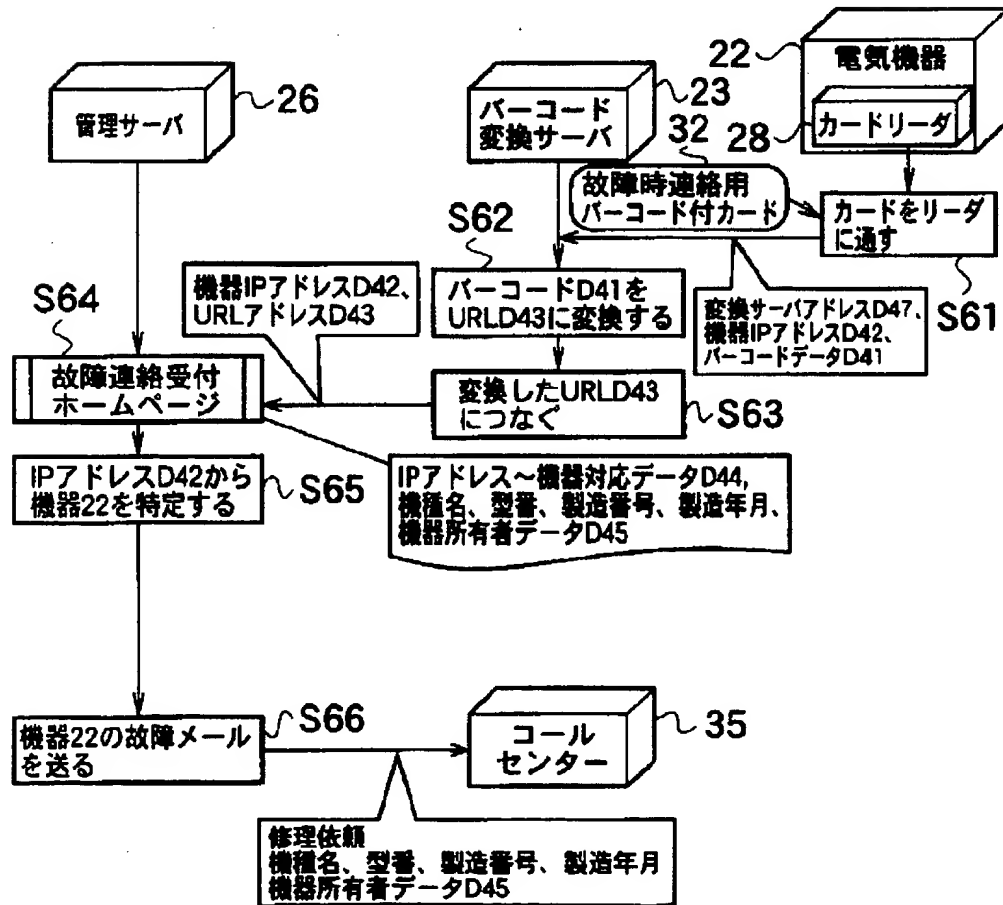 管理サーバ
26
バーコード
変換サーバ
23
電気機器
22
カードリーダ
28
32
故障時連絡用
バーコード付カード
カードをリーダ
に通す
S61
変換サーバアドレスD47、
機器IPアドレスD42、
バーコードデータD41
S62
バーコードD41を
URLD43に変換する
機器IPアドレスD42、
URLアドレスD43
S64
故障連絡受付
ホームページ
変換したURLD43
につなぐ
S63
IPアドレスD42から
機器22を特定する
S65
IPアドレス～機器対応データD44,
機種名、型番、製造番号、製造年月、
機器所有者データD45
機器22の故障メール
を送る
S66
コール
センター
35
修理依頼
機種名、型番、製造番号、製造年月
機器所有者データD45